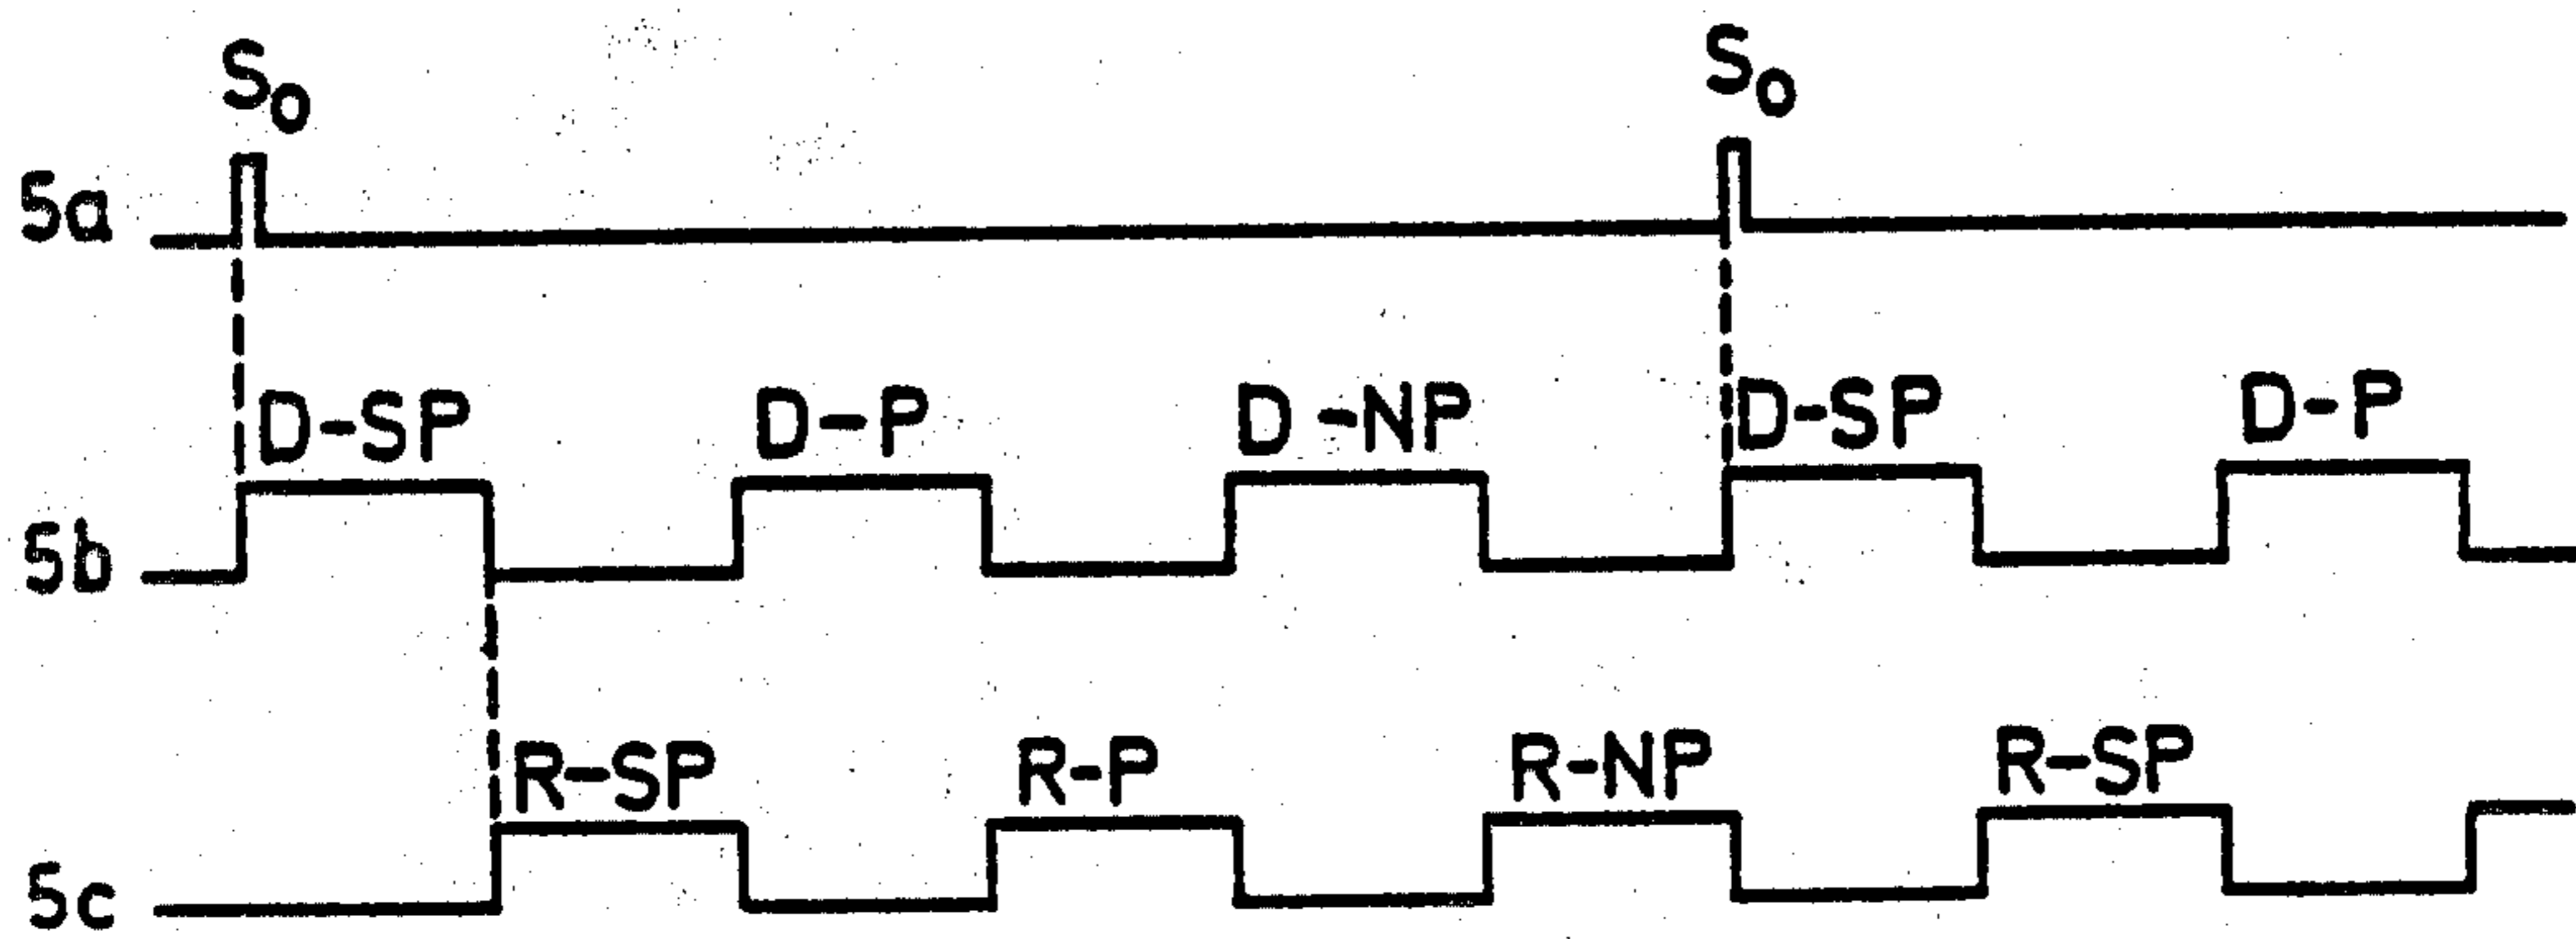 S₀ S₀
5a
D-SP D-P D-NP D-SP D-P
5b
R-SP R-P R-NP R-SP
5c